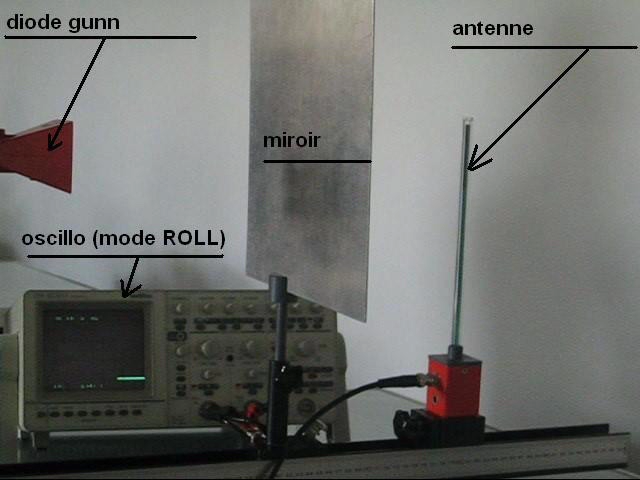 diode gunn
antenne
miroir
oscillo (mode ROLL)